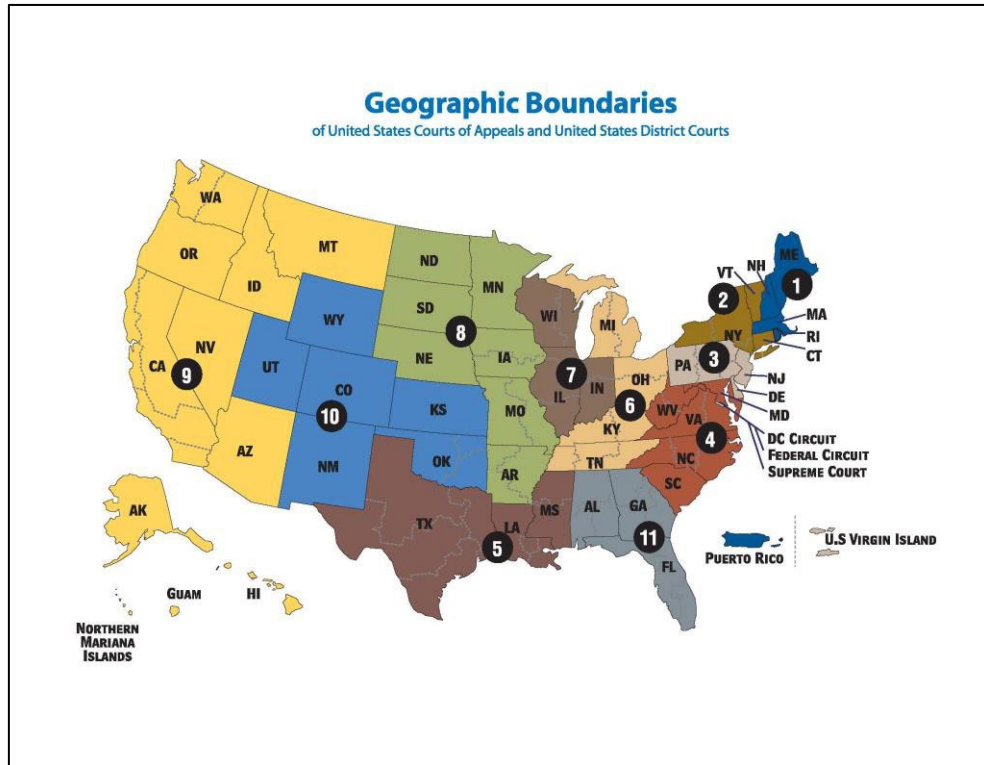 Geographic Boundaries
of United States Courts of Appeals and United States District Courts
WA
OR
ID
MT
ND
SD
NE
MN
IA
MO
AR
WI
IL
IN
MI
OH
KY
TN
WY
UT
CO
KS
NM
OK
CA
NV
AZ
TX
LA
MS
AL
GA
FL
WV
VA
NC
SC
PA
NY
VT
NH
ME
MA
RI
CT
NJ
DE
MD
DC CIRCUIT
FEDERAL CIRCUIT
SUPREME COURT
1
2
3
4
5
6
7
8
9
10
11
AK
GUAM
HI
NORTHERN
MARIANA
ISLANDS
PUERTO RICO
U.S VIRGIN ISLAND